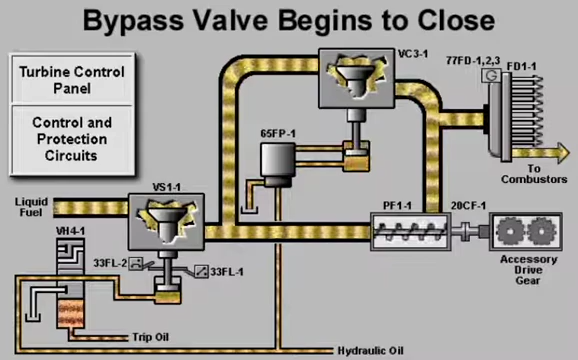 Bypass Valve Begins to Close
Turbine Control
Panel
Control and
Protection
Circuits
VC3-1
77FD-1,2,3
FD1-1
65FP-1
To
Combustors
VS1-1
Liquid
Fuel
PF1-1
20CF-1
VH4-1
33FL-2
33FL-1
Accessory
Drive
Gear
Trip Oil
Hydraulic Oil